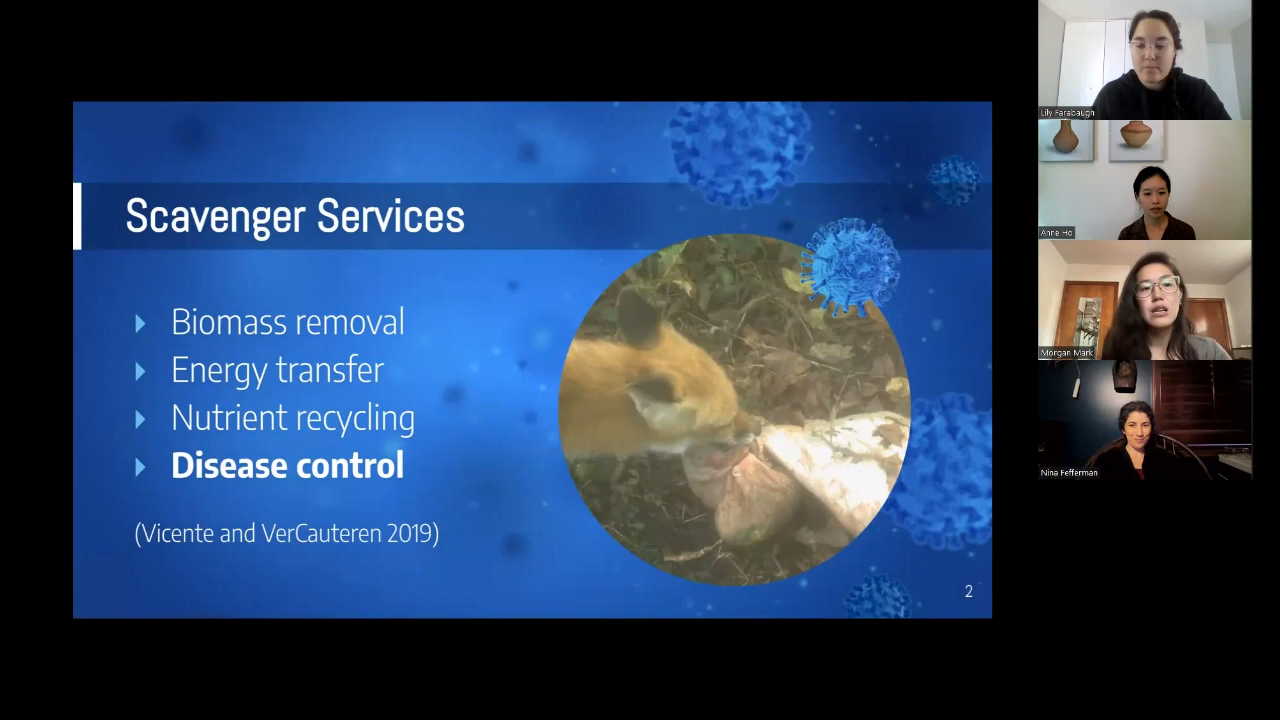 Scavenger Services
Biomass removal
Energy transfer
Nutrient recycling
Disease control
(Vicente and VerCauteren 2019)
2
Lily Farabaugh
Anne Ho
Morgan Mark
Nina Fefferman